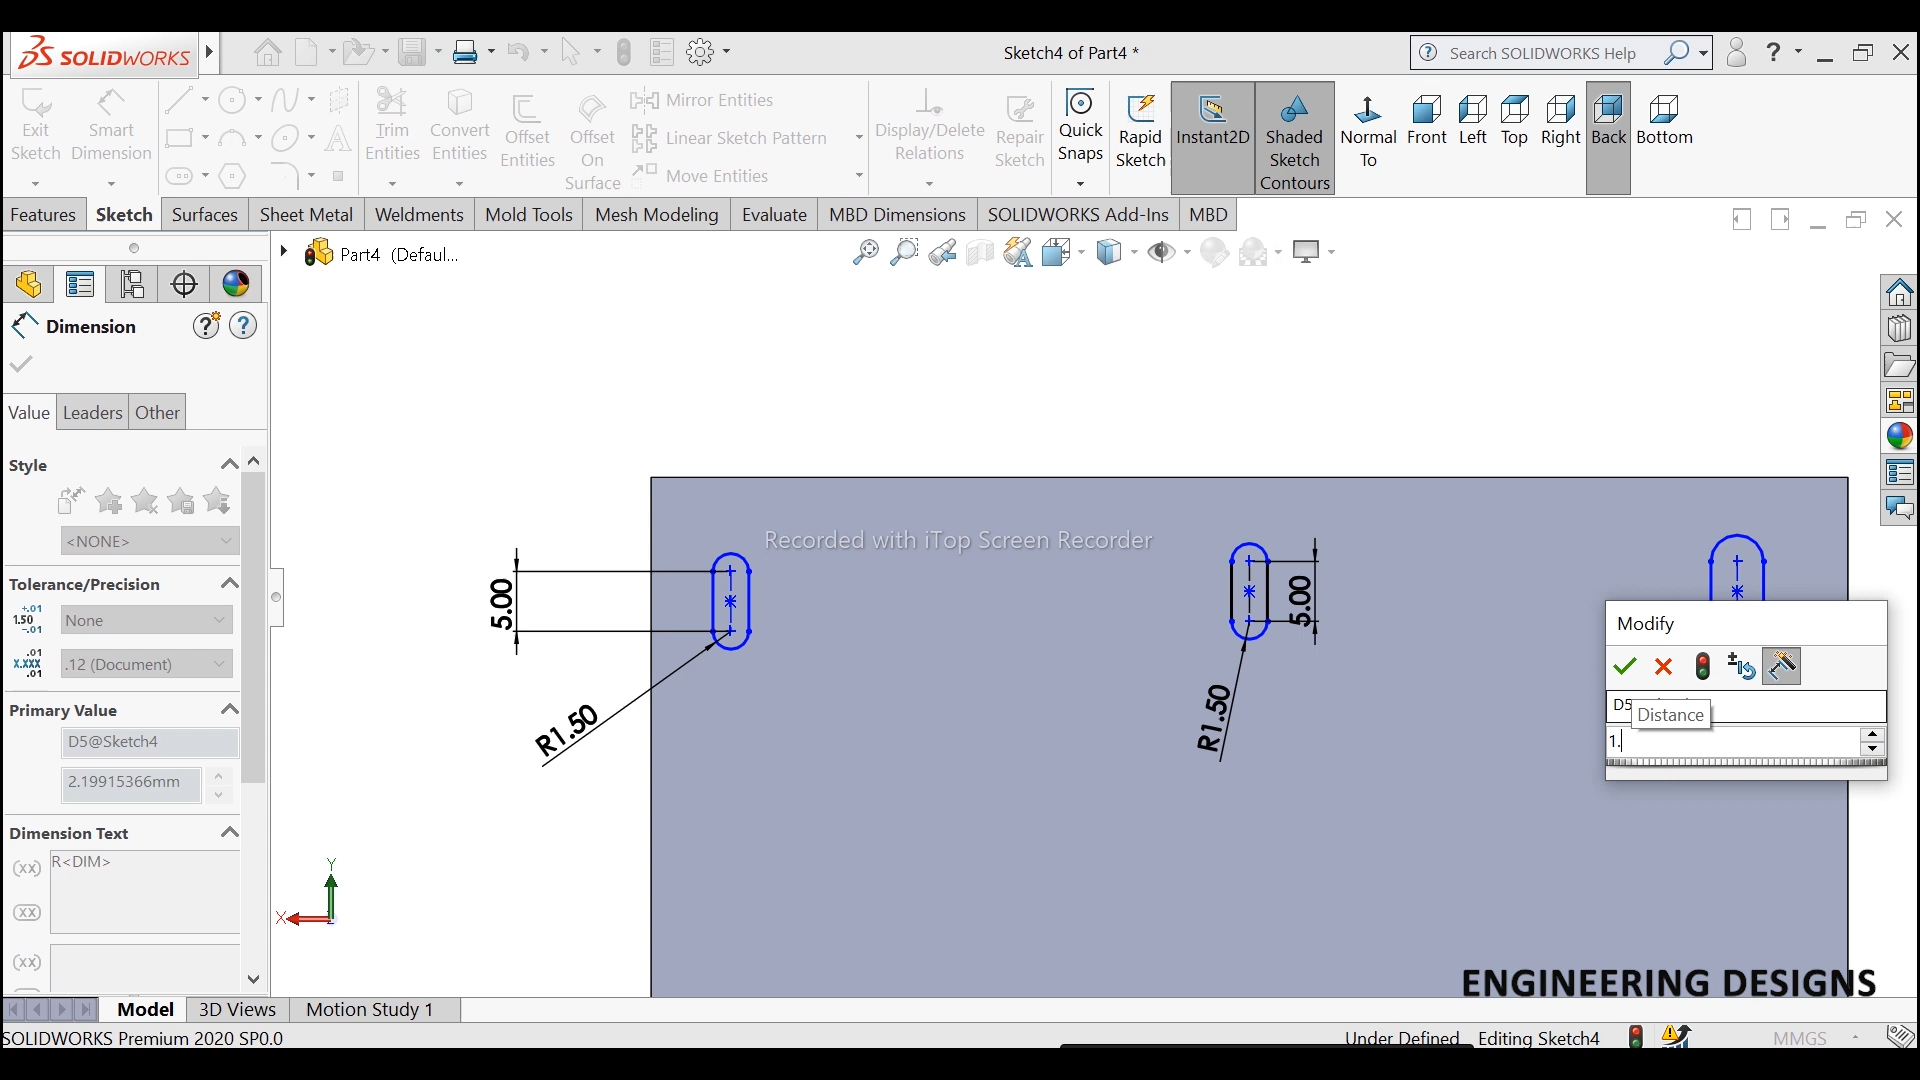 SOLIDWORKS
Sketch4 of Part4 *
Search SOLIDWORKS Help
?
Exit Sketch
Smart Dimension
Trim Entities
Convert Entities
Offset Entities
Offset On Surface
Mirror Entities
Linear Sketch Pattern
Move Entities
Display/Delete Relations
Repair Sketch
Quick Snaps
Rapid Sketch
Instant2D
Shaded Sketch Contours
Normal To
Front
Left
Top
Right
Back
Bottom
Features
Sketch
Surfaces
Sheet Metal
Weldments
Mold Tools
Mesh Modeling
Evaluate
MBD Dimensions
SOLIDWORKS Add-Ins
MBD
Part4 (Defaul...
Dimension
Value
Leaders
Other
Style
<NONE>
Tolerance/Precision
None
.12 (Document)
Primary Value
D5@Sketch4
2.19915366mm
Dimension Text
R<DIM>
(xx)
(xx)
(xx)
Recorded with iTop Screen Recorder
5.00
R1.50
5.00
R1.50
Modify
D5
Distance
1.
Y
X
ENGINEERING DESIGNS
Model
3D Views
Motion Study 1
SOLIDWORKS Premium 2020 SP0.0
Under Defined
Editing Sketch4
MMGS